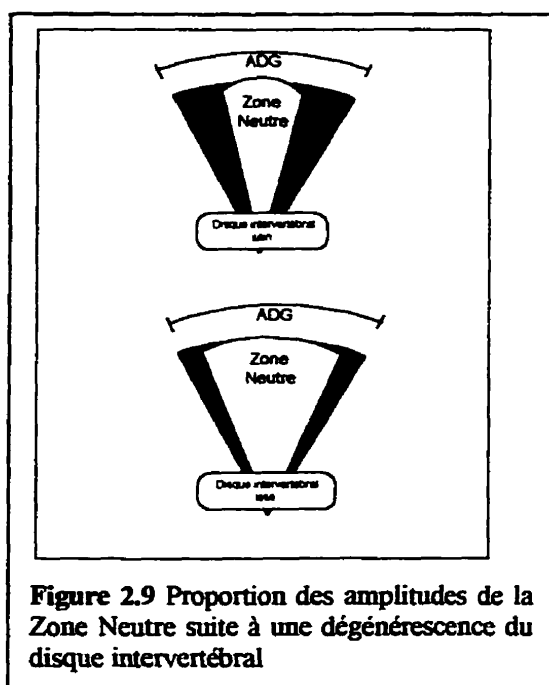 ADG
Zone
Neutre
Disque intervertébral
sain
ADG
Zone
Neutre
Disque intervertébral
Figure 2.9 Proportion des amplitudes de la
Zone Neutre suite à une dégénérescence du
disque intervertébral